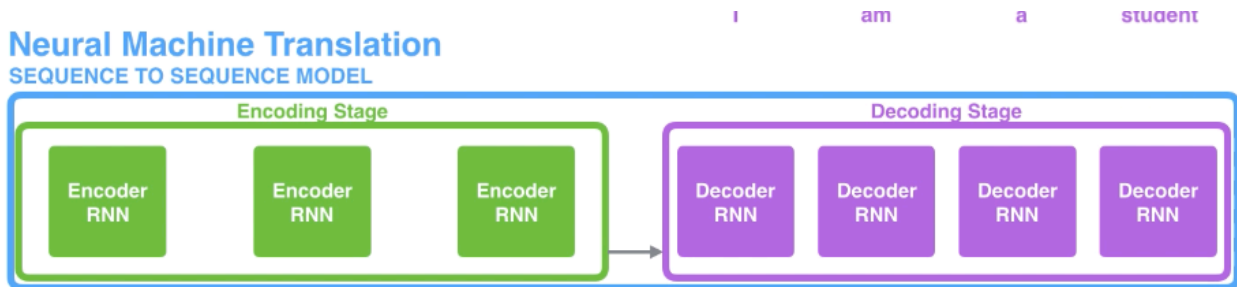 I am a student
Neural Machine Translation
SEQUENCE TO SEQUENCE MODEL
Encoding Stage Decoding Stage
Encoder Encoder Encoder Decoder Decoder Decoder Decoder
RNN RNN RNN RNN RNN RNN RNN